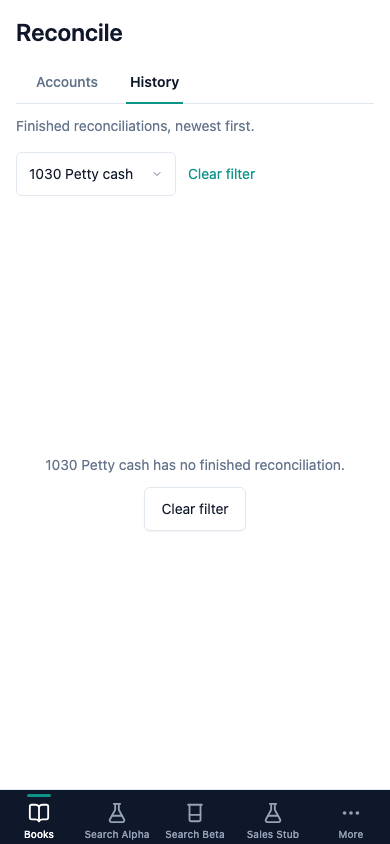 Reconcile
Accounts History
Finished reconciliations, newest first.
1030 Petty cash Clear filter
1030 Petty cash has no finished reconciliation.
Clear filter
Books Search Alpha Search Beta Sales Stub More